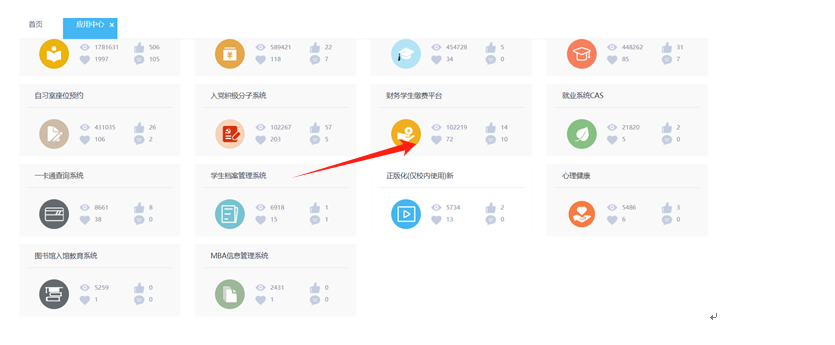 首页 应用中心 ×
1781631 506 589421 22 454728 5 448262 31
1997 105 118 7 34 0 85 7
自习室座位预约 入党积极分子系统 财务学生缴费平台 就业系统CAS
431035 26 102267 57 102219 14 21820 2
106 2 203 5 72 10 5 0
一卡通查询系统 学生档案管理系统 正版化(仅校内使用)新 心理健康
8661 8 6918 1 5734 2 5486 3
38 0 15 1 13 0 6 0
图书馆入馆教育系统 MBA信息管理系统
5259 0 2431 0
1 0 1 0